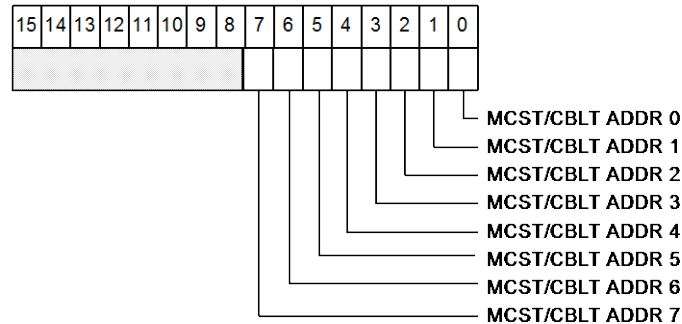 15 14 13 12 11 10 9 8 7 6 5 4 3 2 1 0
MCST/CBLT ADDR 0
MCST/CBLT ADDR 1
MCST/CBLT ADDR 2
MCST/CBLT ADDR 3
MCST/CBLT ADDR 4
MCST/CBLT ADDR 5
MCST/CBLT ADDR 6
MCST/CBLT ADDR 7